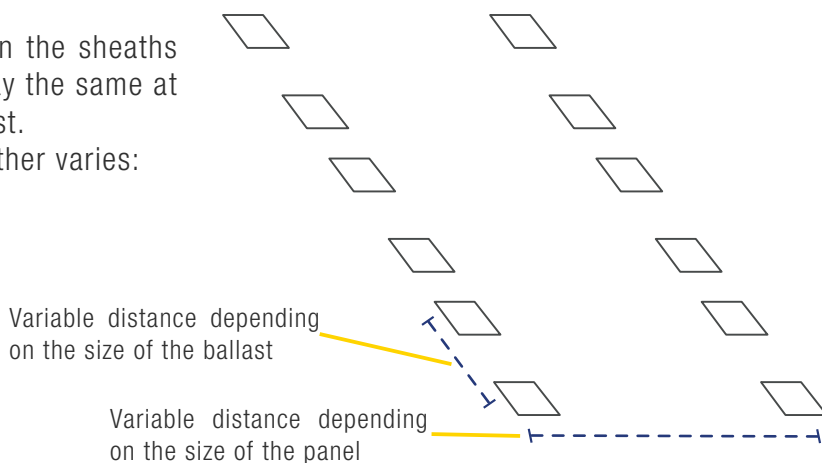 n the sheaths
y the same at
st.
ther varies:
Variable distance depending
on the size of the ballast
Variable distance depending
on the size of the panel